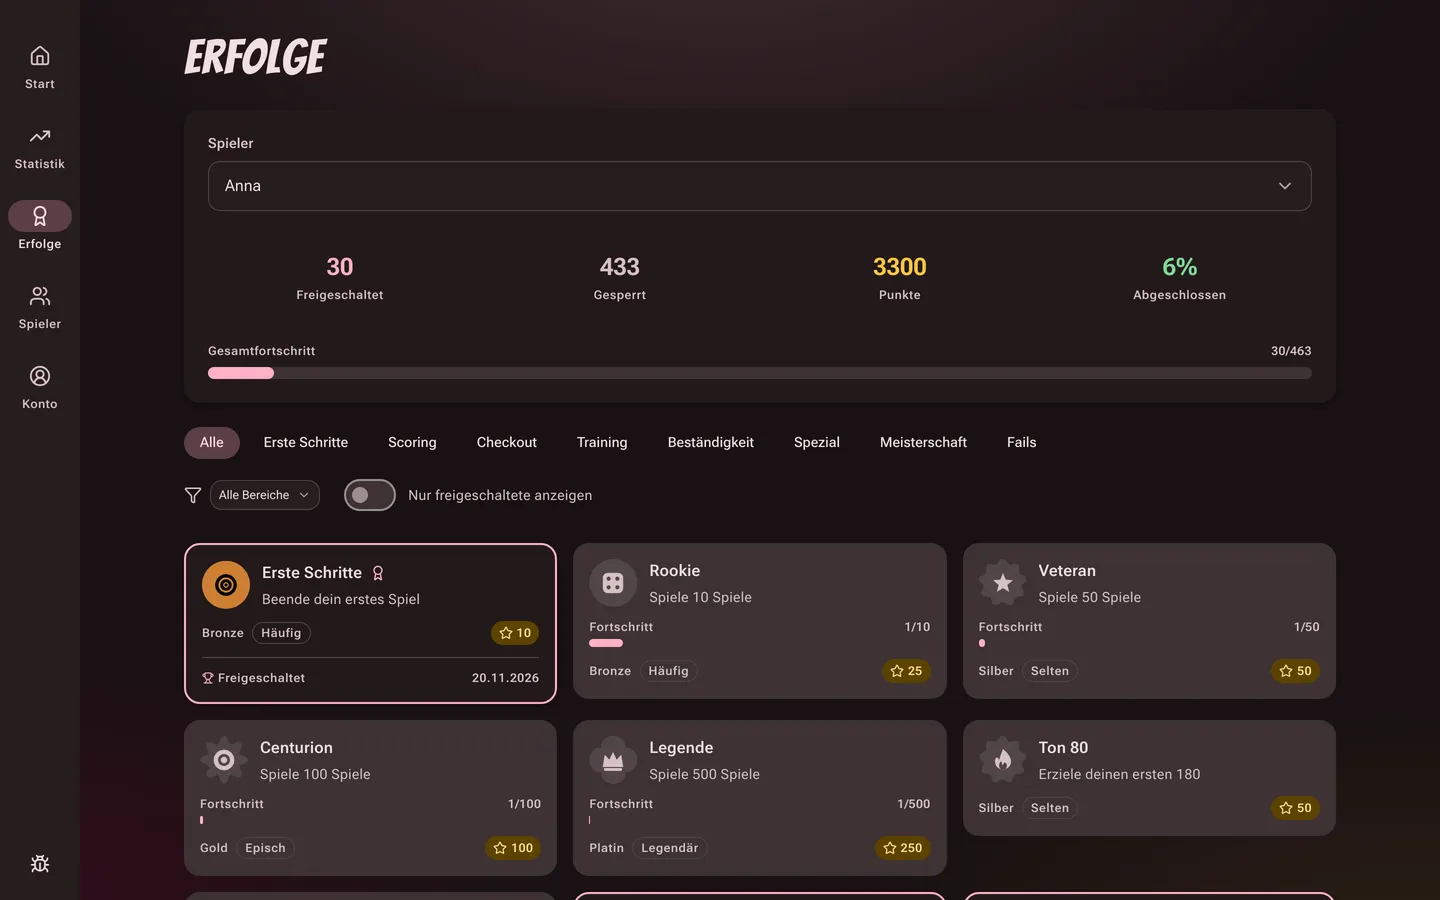 Start
Statistik
Erfolge
Spieler
Konto
ERFOLGE
Spieler
Anna
30
Freigeschaltet
433
Gesperrt
3300
Punkte
6%
Abgeschlossen
Gesamtfortschritt
30/463
Alle
Erste Schritte
Scoring
Checkout
Training
Beständigkeit
Spezial
Meisterschaft
Fails
Alle Bereiche
Nur freigeschaltete anzeigen
Erste Schritte
Beende dein erstes Spiel
Bronze
Häufig
10
Freigeschaltet
20.11.2026
Rookie
Spiele 10 Spiele
Fortschritt
1/10
Bronze
Häufig
25
Veteran
Spiele 50 Spiele
Fortschritt
1/50
Silber
Selten
50
Centurion
Spiele 100 Spiele
Fortschritt
1/100
Gold
Episch
100
Legende
Spiele 500 Spiele
Fortschritt
1/500
Platin
Legendär
250
Ton 80
Erziele deinen ersten 180
Silber
Selten
50